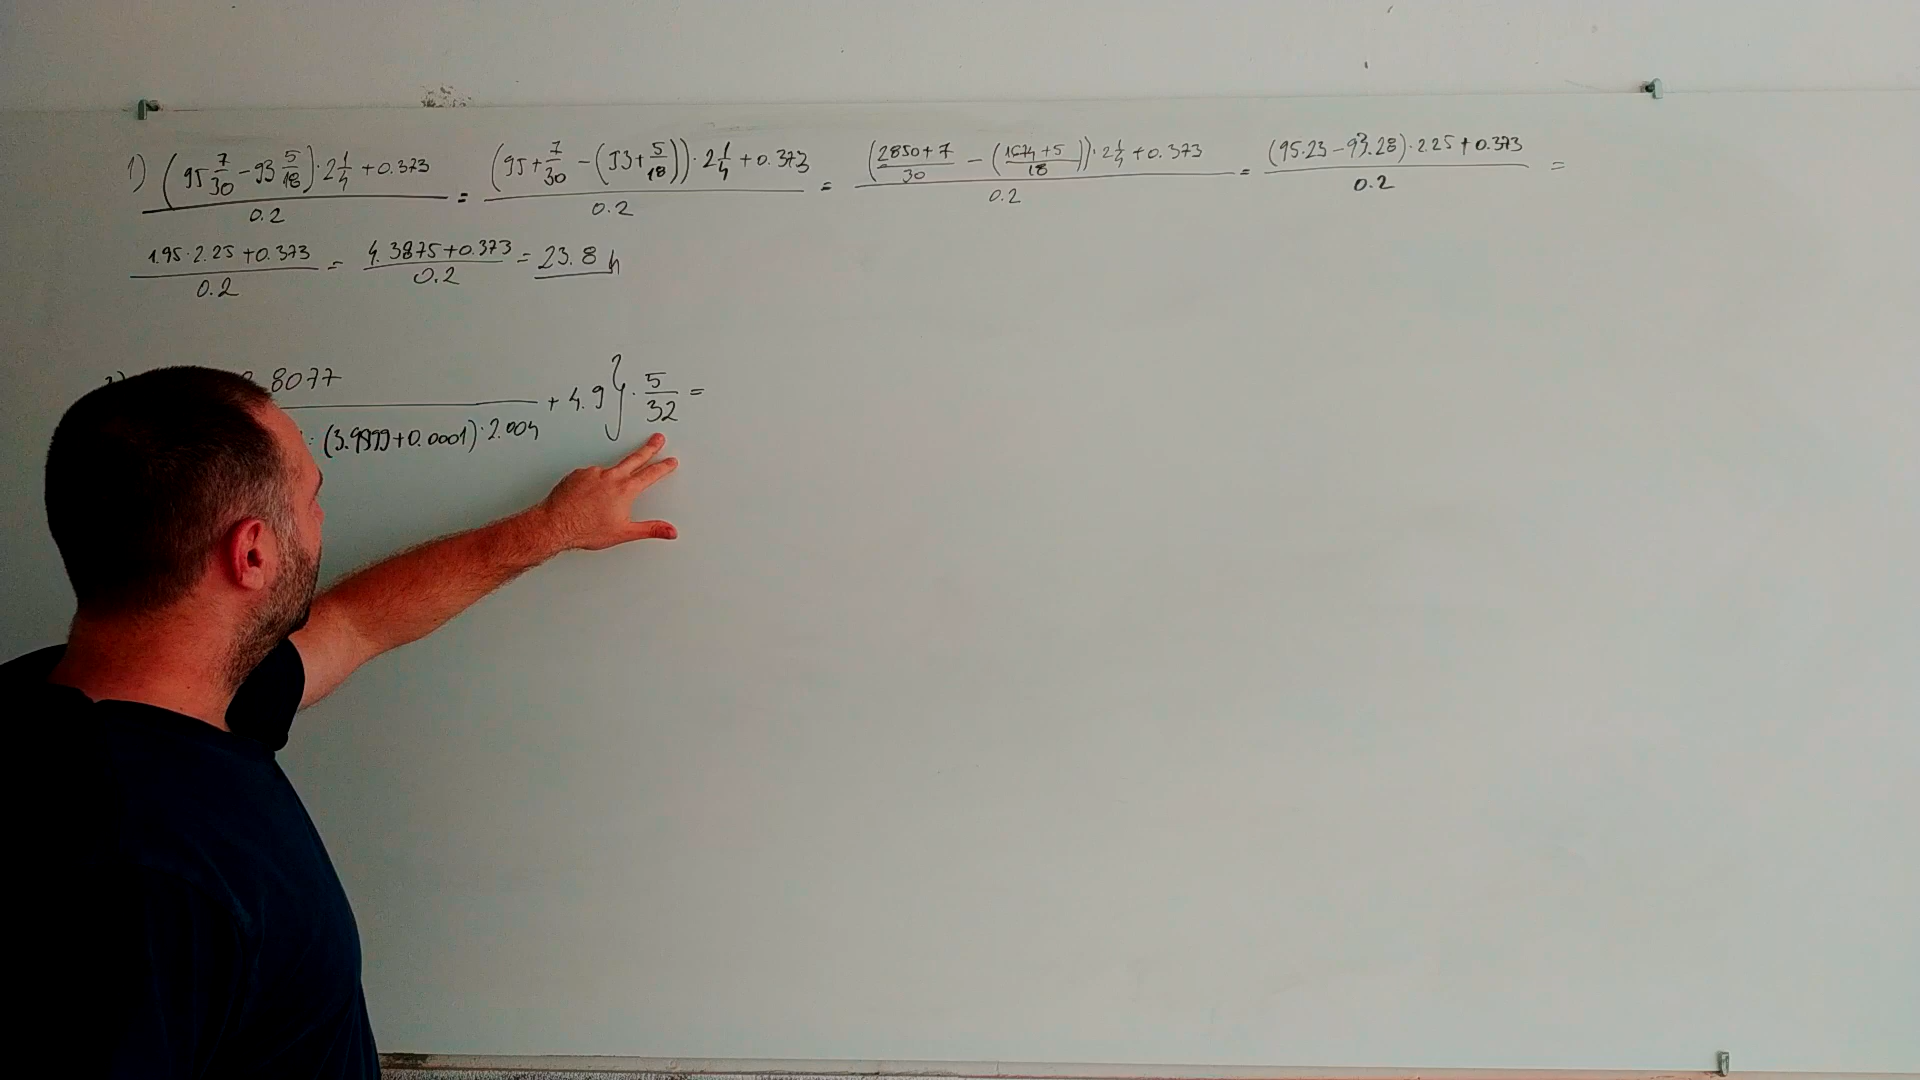 1) (95 7/30 - 93 5/18) · 2 1/4 + 0.373 / 0.2 = (95 + 7/30 - (93 + 5/18)) · 2 1/4 + 0.373 / 0.2 = (2850+7/30 - (1674+5/18)) · 2 1/4 + 0.373 / 0.2 = (95.23 - 93.28) · 2.25 + 0.373 / 0.2 =
1.95 · 2.25 + 0.373 / 0.2 = 4.3875 + 0.373 / 0.2 = 23.8 h
8077 / : (3.9999 + 0.0001) · 2.004 + 4.9} · 5/32 =